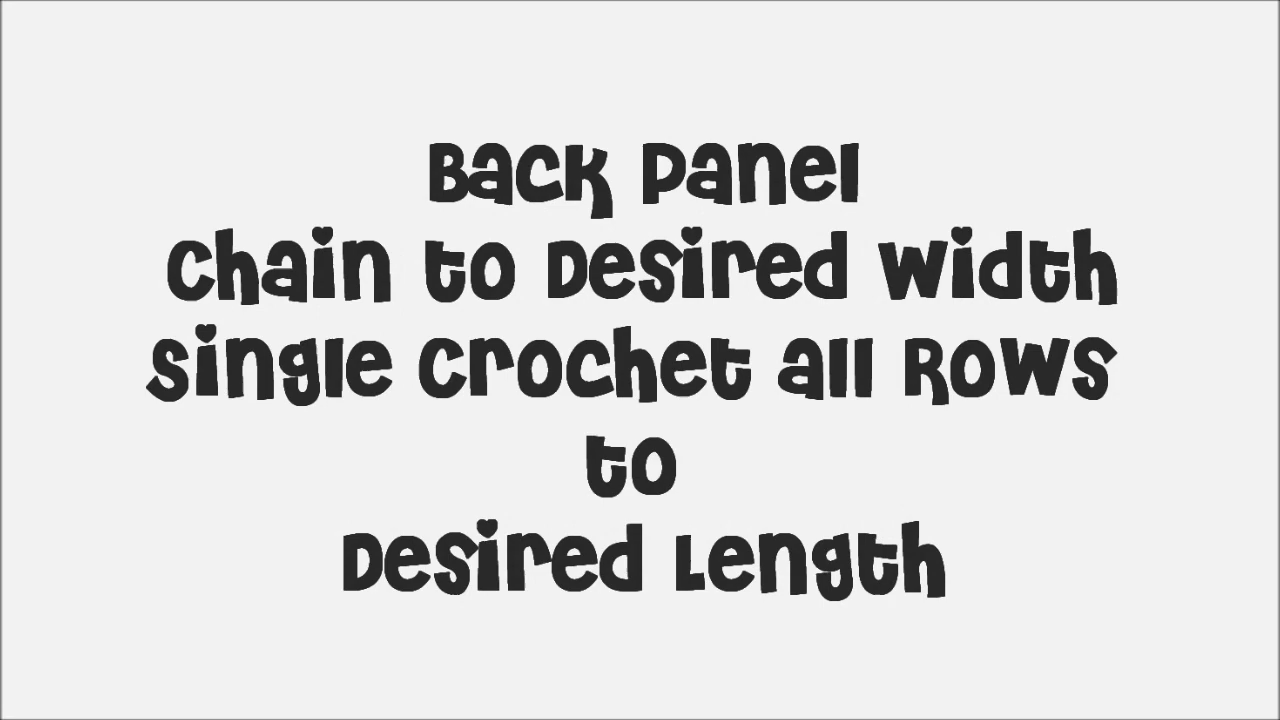 Back Panel
Chain to Desired Width
Single Crochet all Rows
to
Desired Length